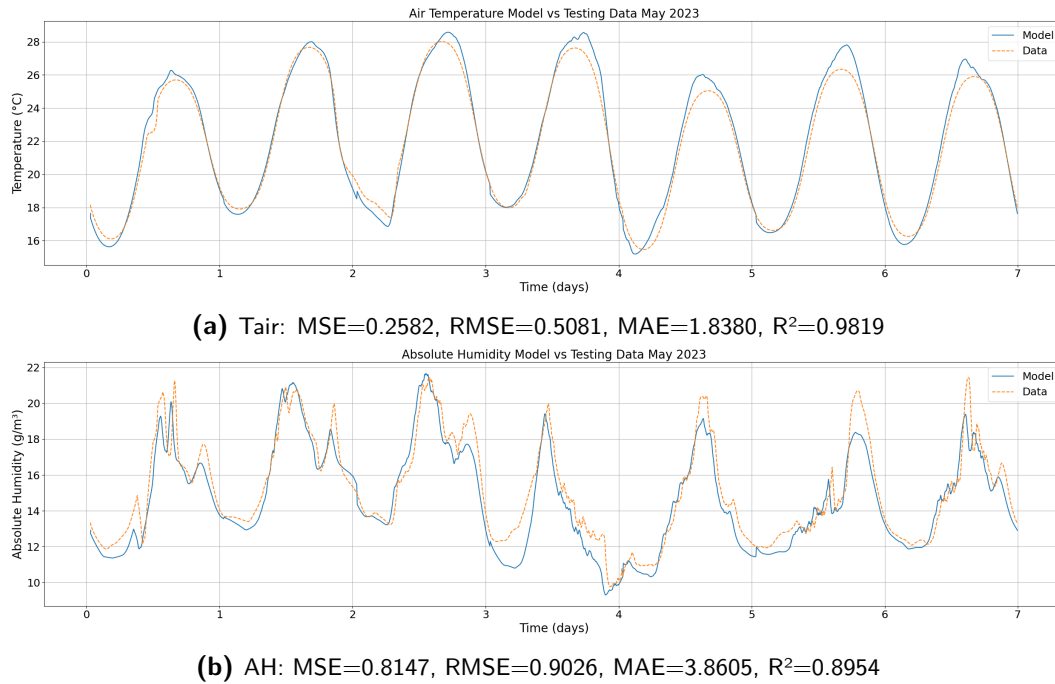 Air Temperature Model vs Testing Data May 2023
Temperature (°C)
28
26
24
22
20
18
16
Model
Data
0 1 2 3 4 5 6 7
Time (days)
(a) Tair: MSE=0.2582, RMSE=0.5081, MAE=1.8380, R²=0.9819
Absolute Humidity Model vs Testing Data May 2023
Absolute Humidity (g/m³)
22
20
18
16
14
12
10
Model
Data
0 1 2 3 4 5 6 7
Time (days)
(b) AH: MSE=0.8147, RMSE=0.9026, MAE=3.8605, R²=0.8954